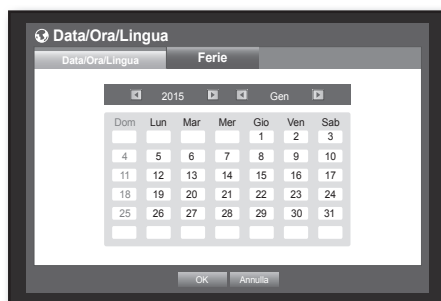 Data/Ora/Lingua
Data/Ora/Lingua Ferie
2015 Gen
Dom Lun Mar Mer Gio Ven Sab
1 2 3
4 5 6 7 8 9 10
11 12 13 14 15 16 17
18 19 20 21 22 23 24
25 26 27 28 29 30 31
OK Annulla